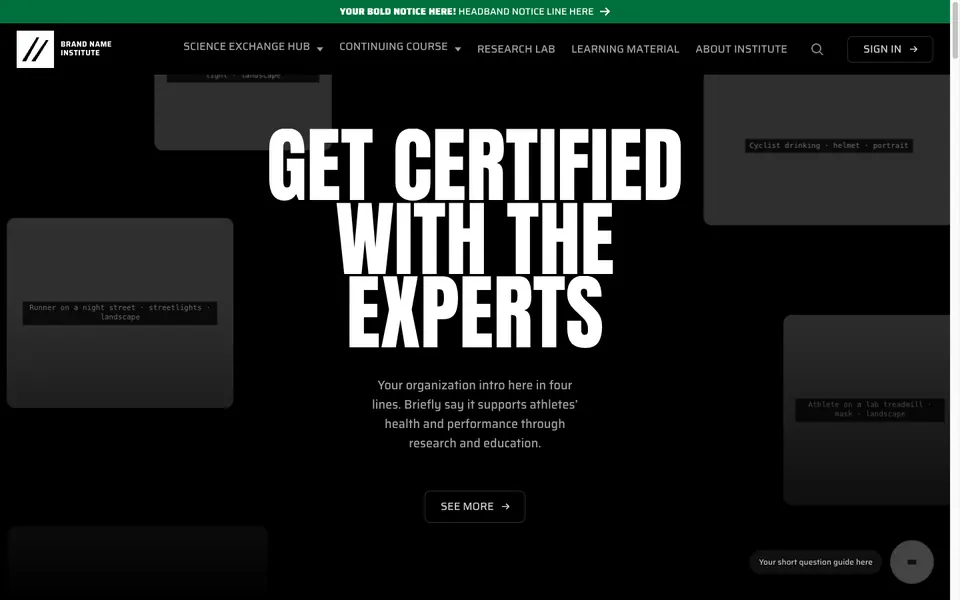 YOUR BOLD NOTICE HERE! HEADBAND NOTICE LINE HERE →
BRAND NAME
INSTITUTE
SCIENCE EXCHANGE HUB
CONTINUING COURSE
RESEARCH LAB
LEARNING MATERIAL
ABOUT INSTITUTE
SIGN IN →
light · landscape
Cyclist drinking · helmet · portrait
GET CERTIFIED
WITH THE
EXPERTS
Runner on a night street · streetlights ·
landscape
Athlete on a lab treadmill ·
mask · landscape
Your organization intro here in four
lines. Briefly say it supports athletes'
health and performance through
research and education.
SEE MORE →
Your short question guide here